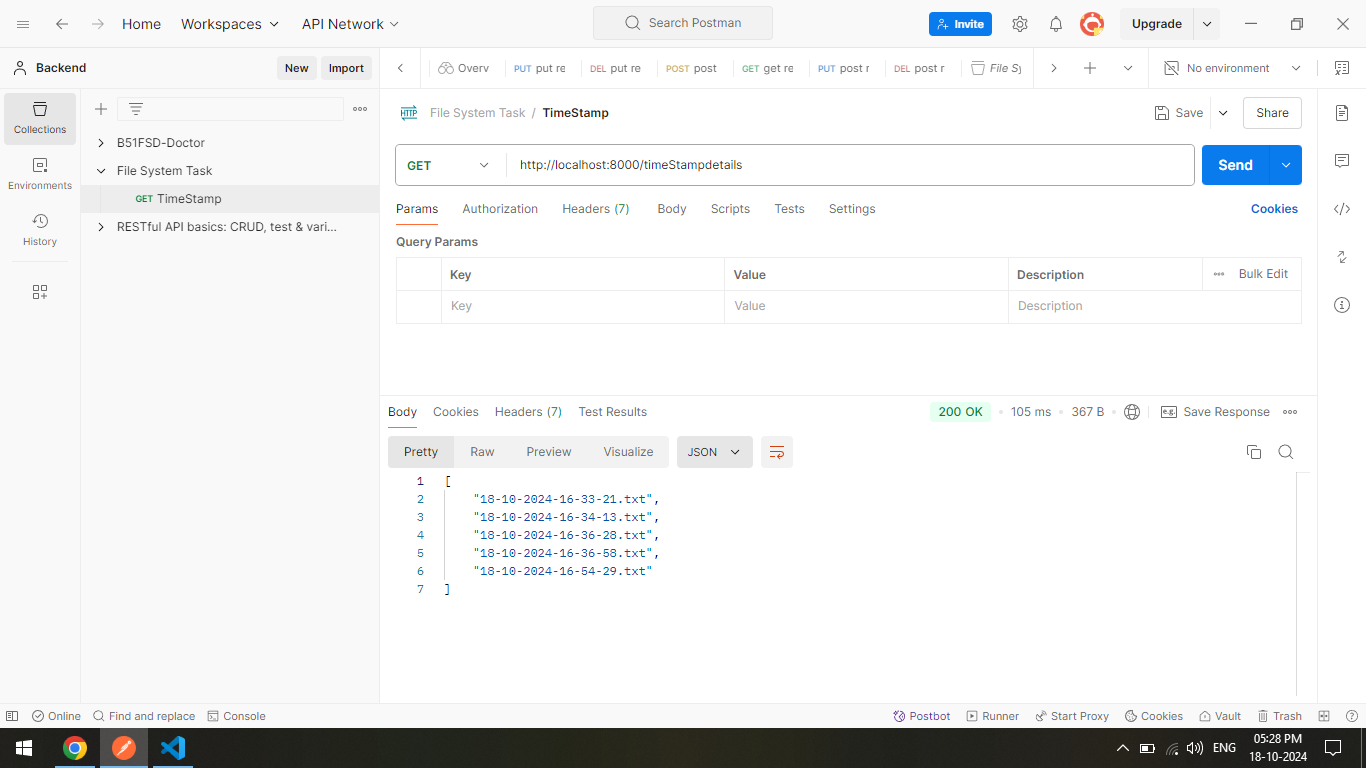 Home Workspaces API Network Search Postman Invite Upgrade
Backend New Import Overv PUT put re DEL put re POST post GET get re PUT post r DEL post r File Sy No environment
Collections
Environments
History
B51FSD-Doctor
File System Task
GET TimeStamp
RESTful API basics: CRUD, test & vari...
HTTP File System Task / TimeStamp Save Share
GET http://localhost:8000/timeStampdetails Send
Params Authorization Headers (7) Body Scripts Tests Settings Cookies
Query Params
Key Value Description Bulk Edit
Key Value Description
Body Cookies Headers (7) Test Results 200 OK 105 ms 367 B e.g. Save Response
Pretty Raw Preview Visualize JSON
1 [
2 "18-10-2024-16-33-21.txt",
3 "18-10-2024-16-34-13.txt",
4 "18-10-2024-16-36-28.txt",
5 "18-10-2024-16-36-58.txt",
6 "18-10-2024-16-54-29.txt"
7 ]
Online Find and replace Console Postbot Runner Start Proxy Cookies Vault Trash
ENG 05:28 PM
18-10-2024